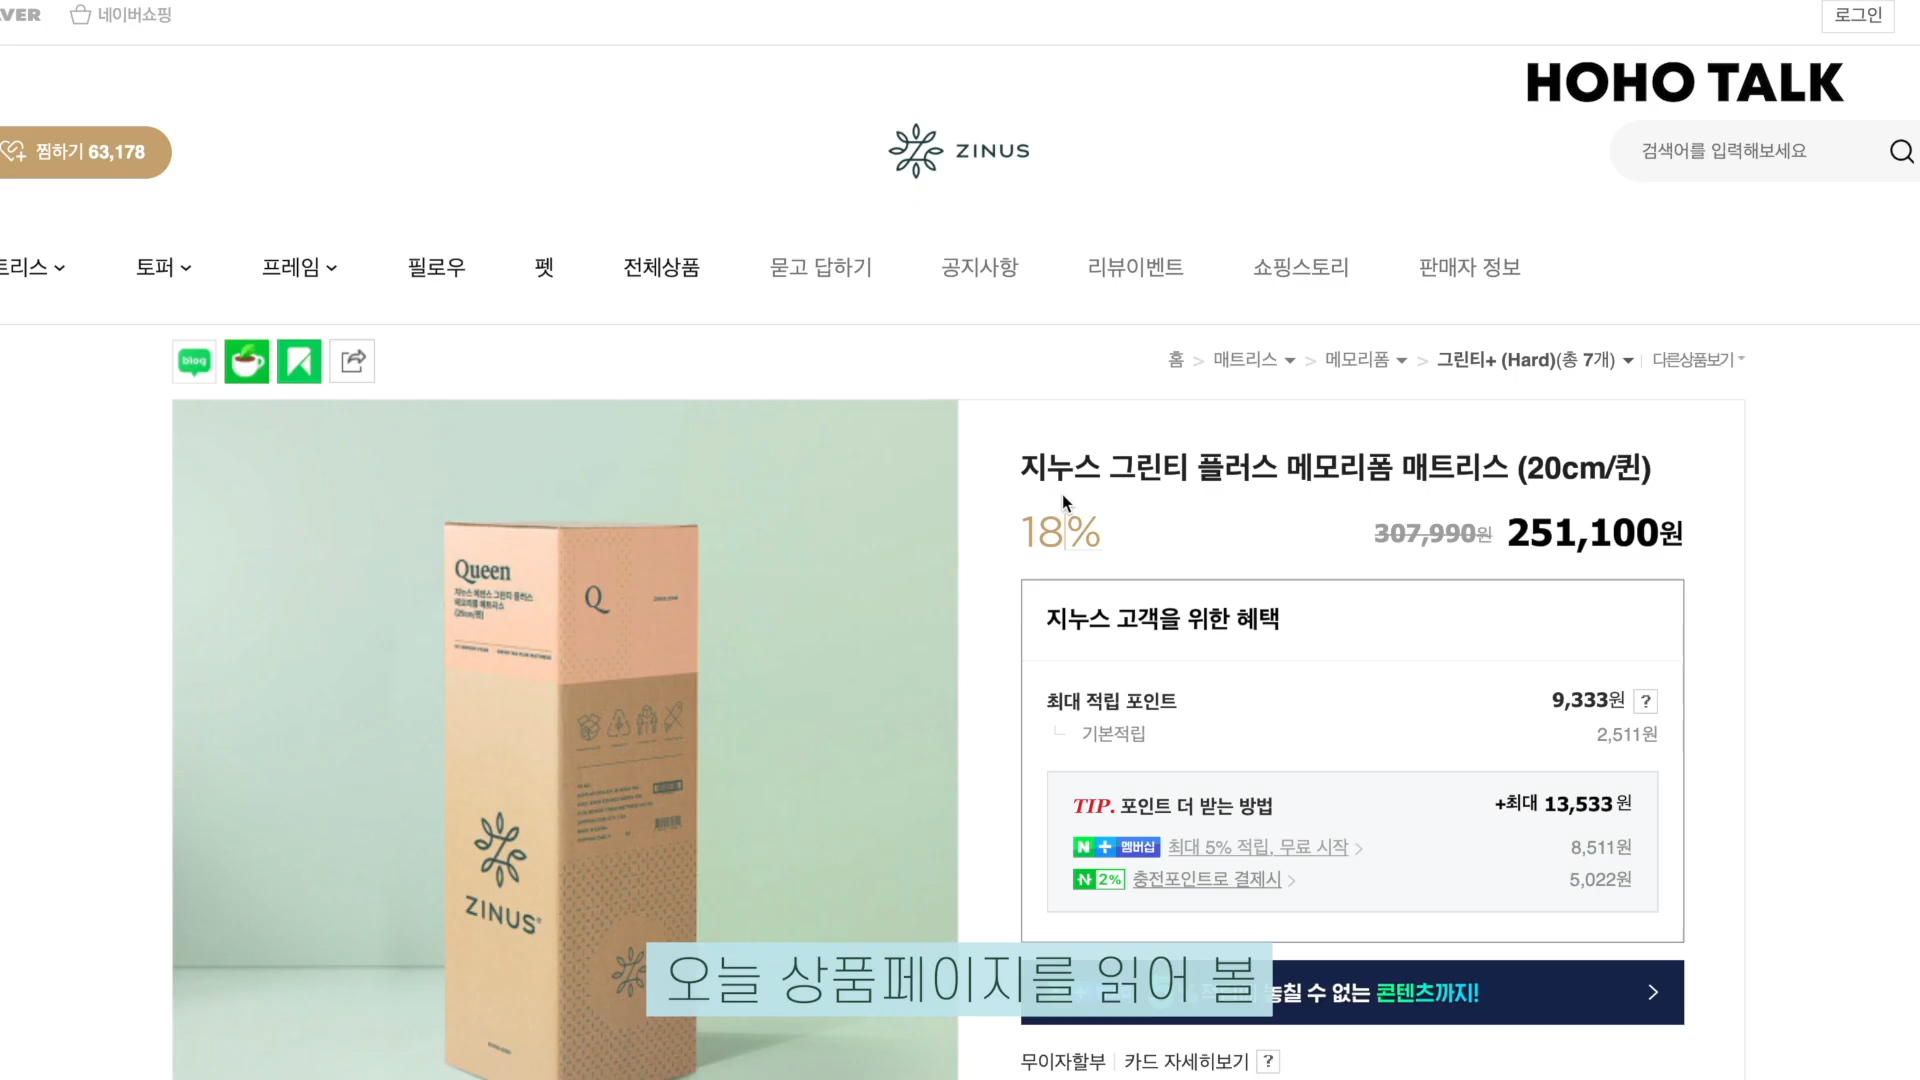 VER 네이버쇼핑
로그인
HOHO TALK
찜하기 63,178
ZINUS
검색어를 입력해보세요
트리스 토퍼 프레임 필로우 펫 전체상품 묻고 답하기 공지사항 리뷰이벤트 쇼핑스토리 판매자 정보
blog
홈 > 매트리스 > 메모리폼 > 그린티+ (Hard)(총 7개) 다른상품보기
지누스 그린티 플러스 메모리폼 매트리스 (20cm/퀸)
18%
307,990원 251,100원
Queen
Q
지누스 고객을 위한 혜택
최대 적립 포인트 9,333원 ?
기본적립 2,511원
TIP. 포인트 더 받는 방법 +최대 13,533원
N + 멤버십 최대 5% 적립, 무료 시작 > 8,511원
N 2% 충전포인트로 결제시 > 5,022원
ZINUS
오늘 상품페이지를 읽어 볼
놓칠 수 없는 콘텐츠까지!
무이자할부 카드 자세히보기 ?